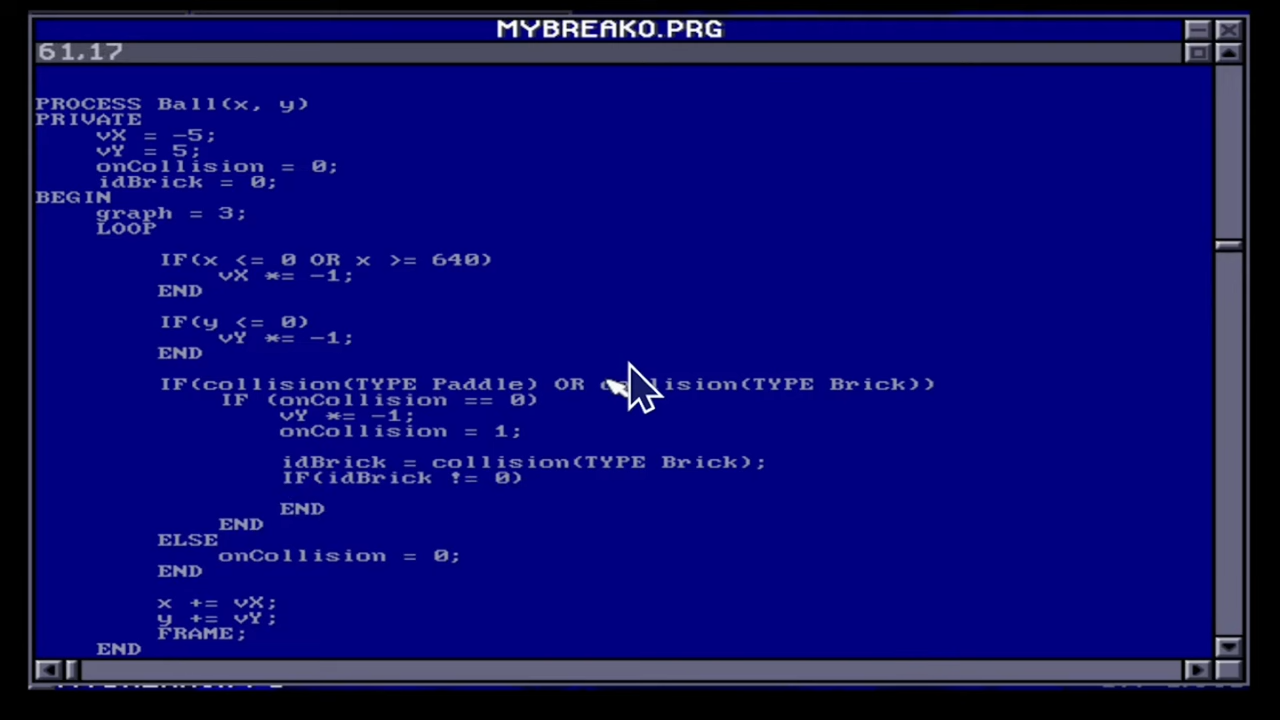 MYBREAKO.PRG
61,17
PROCESS Ball(x, y)
PRIVATE
vX = -5;
vY = 5;
onCollision = 0;
idBrick = 0;
BEGIN
graph = 3;
LOOP
IF(x <= 0 OR x >= 640)
vX *= -1;
END
IF(y <= 0)
vY *= -1;
END
IF(collision(TYPE Paddle) OR collision(TYPE Brick))
IF (onCollision == 0)
vY *= -1;
onCollision = 1;
idBrick = collision(TYPE Brick);
IF(idBrick != 0)
END
END
ELSE
onCollision = 0;
END
x += vX;
y += vY;
FRAME;
END